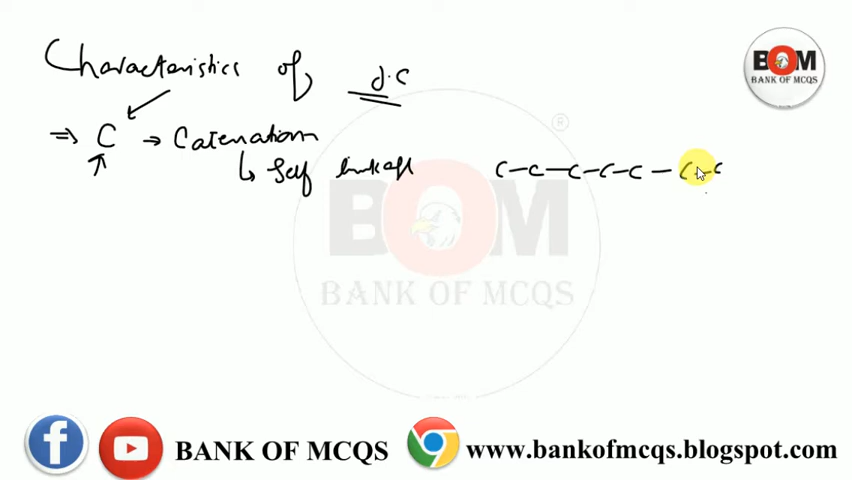 Characteristics of o.c
BOM
BANK OF MCQS
⇒ C → Catenation
↳ Self linkage C-C-C-C-C-C-C
®
BOM
BANK OF MCQS
BANK OF MCQS www.bankofmcqs.blogspot.com